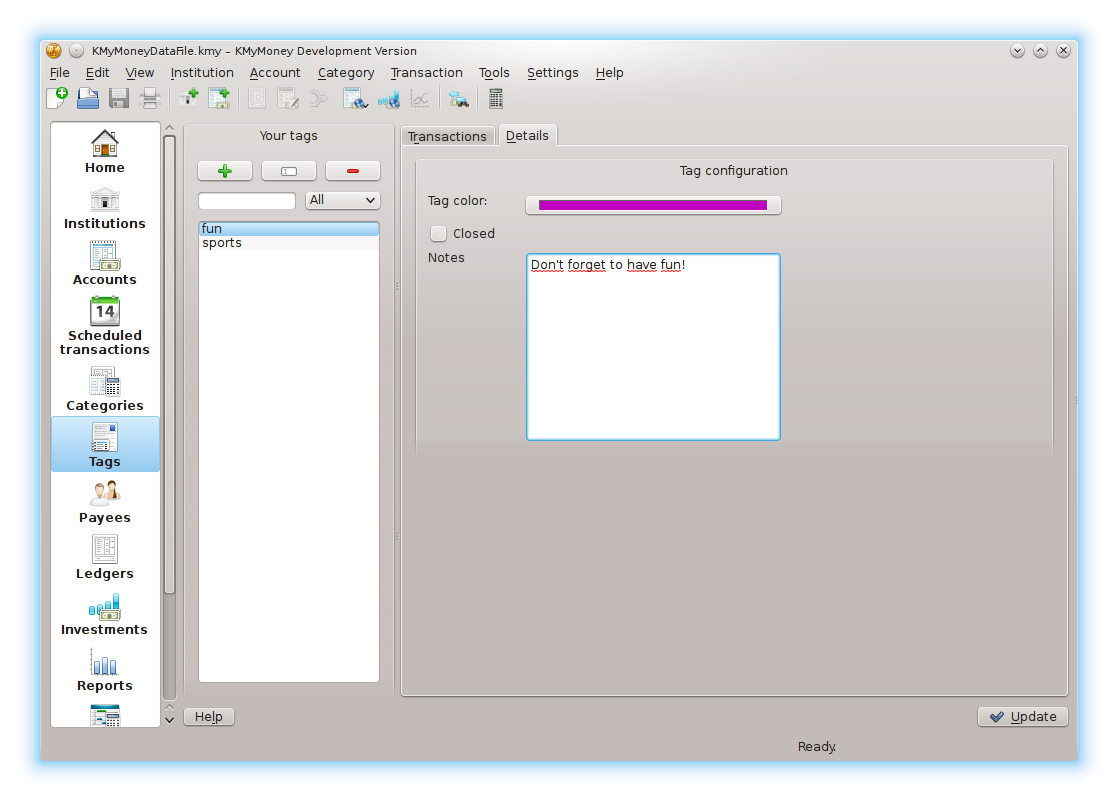 KMyMoneyDataFile.kmy – KMyMoney Development Version
File Edit View Institution Account Category Transaction Tools Settings Help
Home
Institutions
Accounts
14
Scheduled
transactions
Categories
Tags
Payees
Ledgers
Investments
Reports
Your tags
All
fun
sports
Help
Transactions Details
Tag configuration
Tag color:
Closed
Notes
Don't forget to have fun!
Update
Ready.